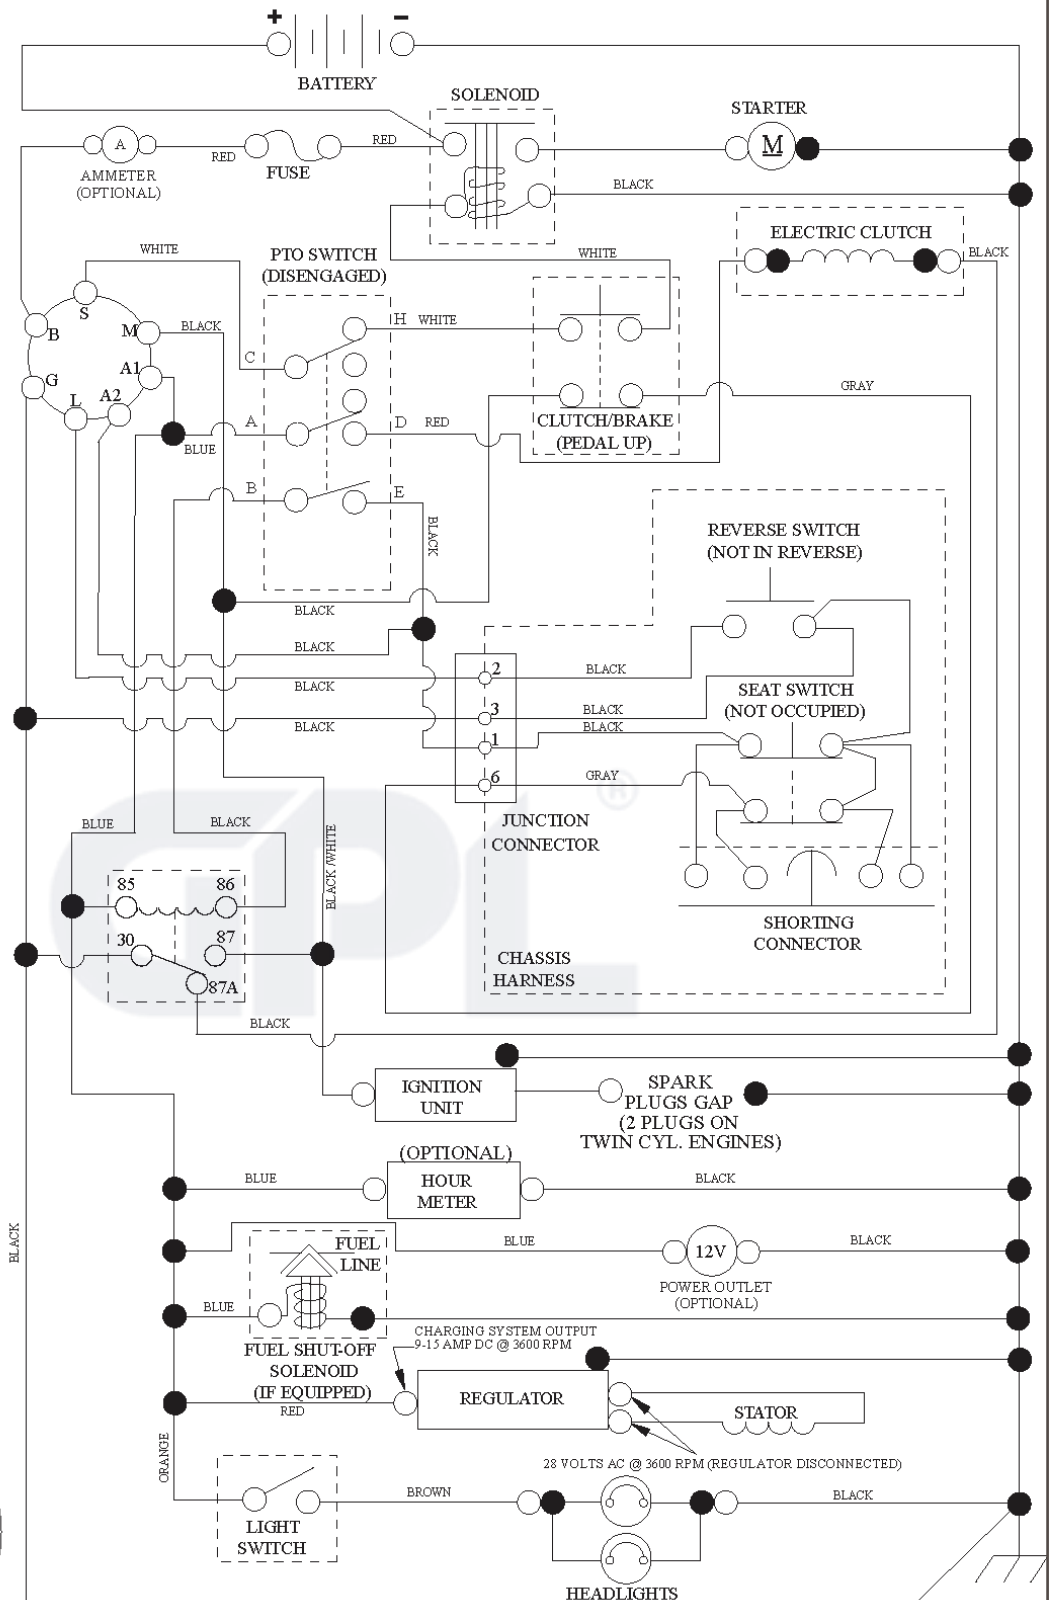 +
−
BATTERY
SOLENOID
STARTER
A
M
RED
FUSE
RED
AMMETER
(OPTIONAL)
BLACK
ELECTRIC CLUTCH
WHITE
PTO SWITCH
(DISENGAGED)
WHITE
BLACK
S
B
M
BLACK
H
WHITE
C
A1
G
A2
L
GRAY
A
D
RED
CLUTCH/BRAKE
(PEDAL UP)
BLUE
B
E
BLACK
REVERSE SWITCH
(NOT IN REVERSE)
BLACK
BLACK
2
BLACK
BLACK
SEAT SWITCH
(NOT OCCUPIED)
3
BLACK
BLACK
BLACK
1
6
GRAY
®
JUNCTION
CONNECTOR
BLUE
BLACK
BLACK/WHITE
GPL
85
86
SHORTING
CONNECTOR
30
87
87A
CHASSIS
HARNESS
BLACK
IGNITION
UNIT
SPARK
PLUGS GAP
(2 PLUGS ON
TWIN CYL. ENGINES)
(OPTIONAL)
HOUR
METER
BLUE
BLACK
BLACK
BLUE
12V
BLACK
FUEL
LINE
POWER OUTLET
(OPTIONAL)
BLUE
FUEL SHUT-OFF
SOLENOID
(IF EQUIPPED)
CHARGING SYSTEM OUTPUT
9-15 AMP DC @ 3600 RPM
RED
REGULATOR
STATOR
ORANGE
28 VOLTS AC @ 3600 RPM (REGULATOR DISCONNECTED)
BROWN
BLACK
LIGHT
SWITCH
HEADLIGHTS